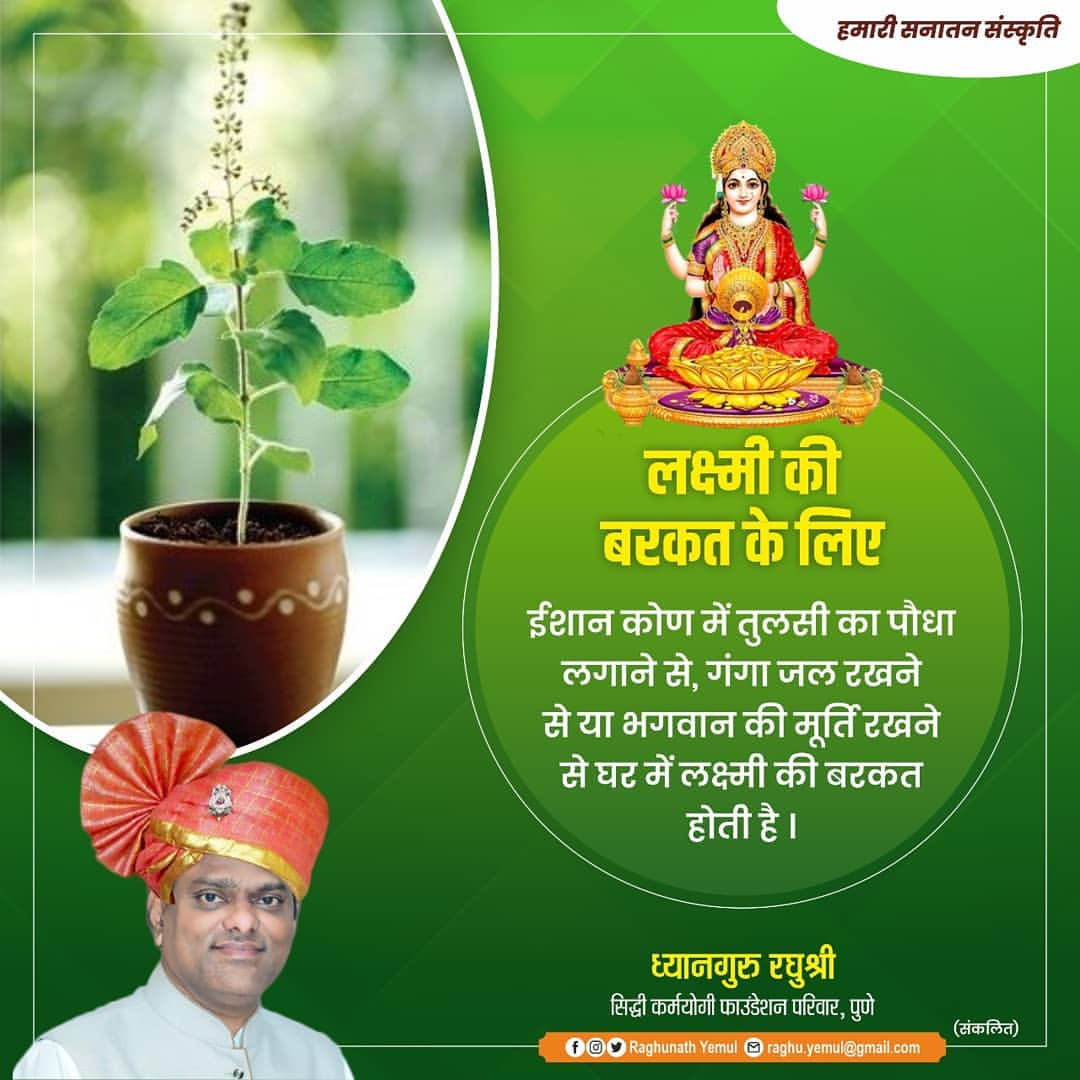 हमारी सनातन संस्कृति
लक्ष्मी की
बरकत के लिए
ईशान कोण में तुलसी का पौधा
लगाने से, गंगा जल रखने
से या भगवान की मूर्ति रखने
से घर में लक्ष्मी की बरकत
होती है ।
ध्यानगुरु रघुश्री
सिद्धी कर्मयोगी फाउंडेशन परिवार, पुणे
(संकलित)
Raghunath Yemul raghu.yemul@gmail.com